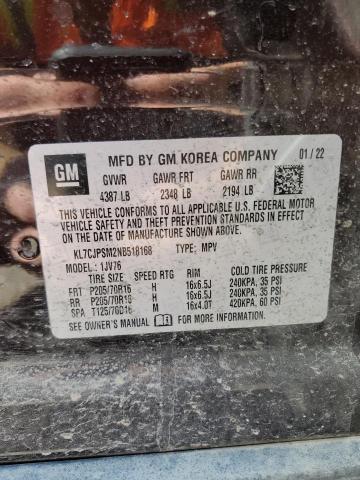 GM MFD BY GM KOREA COMPANY 01/22
GVWR GAWR FRT GAWR RR
4387 LB 2348 LB 2194 LB
THIS VEHICLE CONFORMS TO ALL APPLICABLE U.S. FEDERAL MOTOR
VEHICLE SAFETY AND THEFT PREVENTION STANDARDS IN EFFECT ON THE
DATE OF MANUFACTURE SHOWN ABOVE.
KL7CJPSM2NB518168 TYPE: MPV
MODEL: 1JV76
TIRE SIZE SPEED RTG RIM COLD TIRE PRESSURE
FRT P205/70R16 H 16x6.5J 240KPA, 35 PSI
RR P205/70R16 H 16x6.5J 240KPA, 35 PSI
SPA T125/70D16 M 16x4.0T 420KPA, 60 PSI
SEE OWNER'S MANUAL FOR MORE INFORMATION.